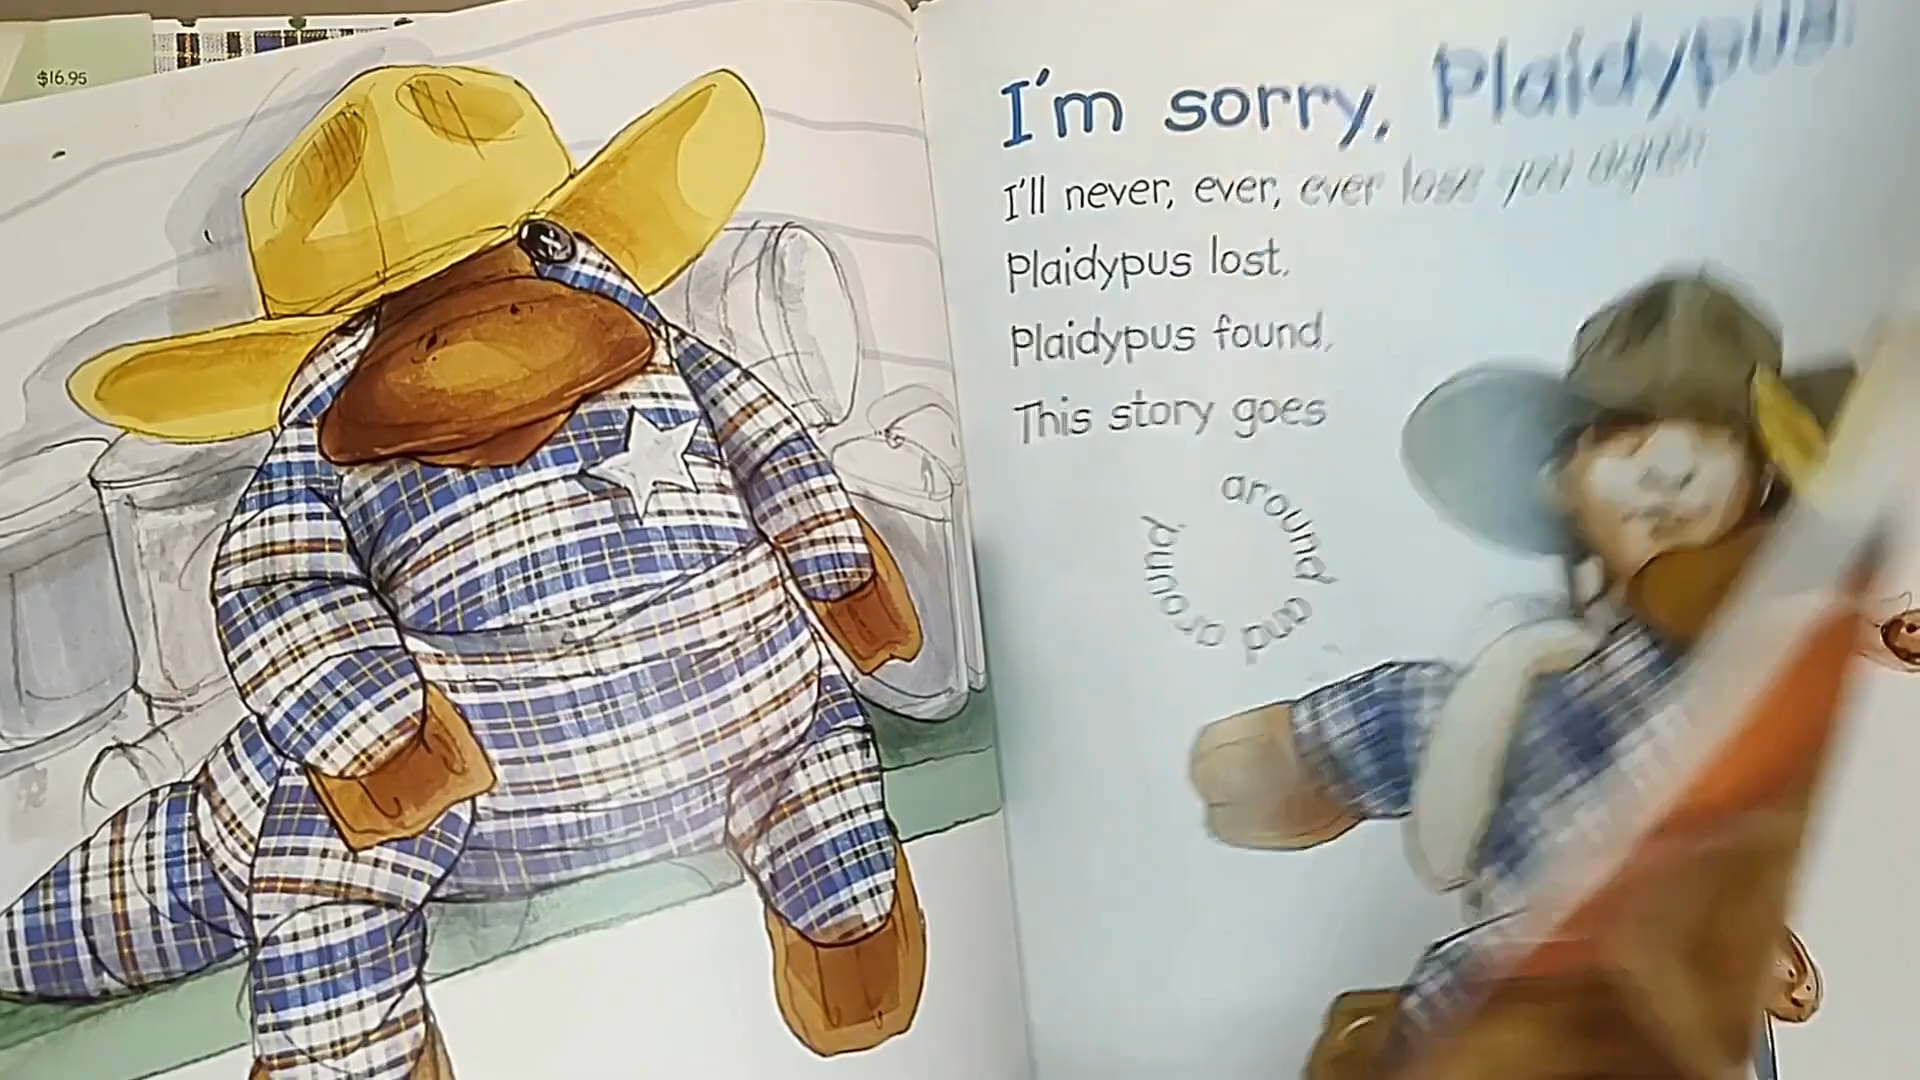 $16.95
I'm sorry, Plaidypus!
I'll never, ever, ever lose you again.
Plaidypus lost.
Plaidypus found.
This story goes
around and around.